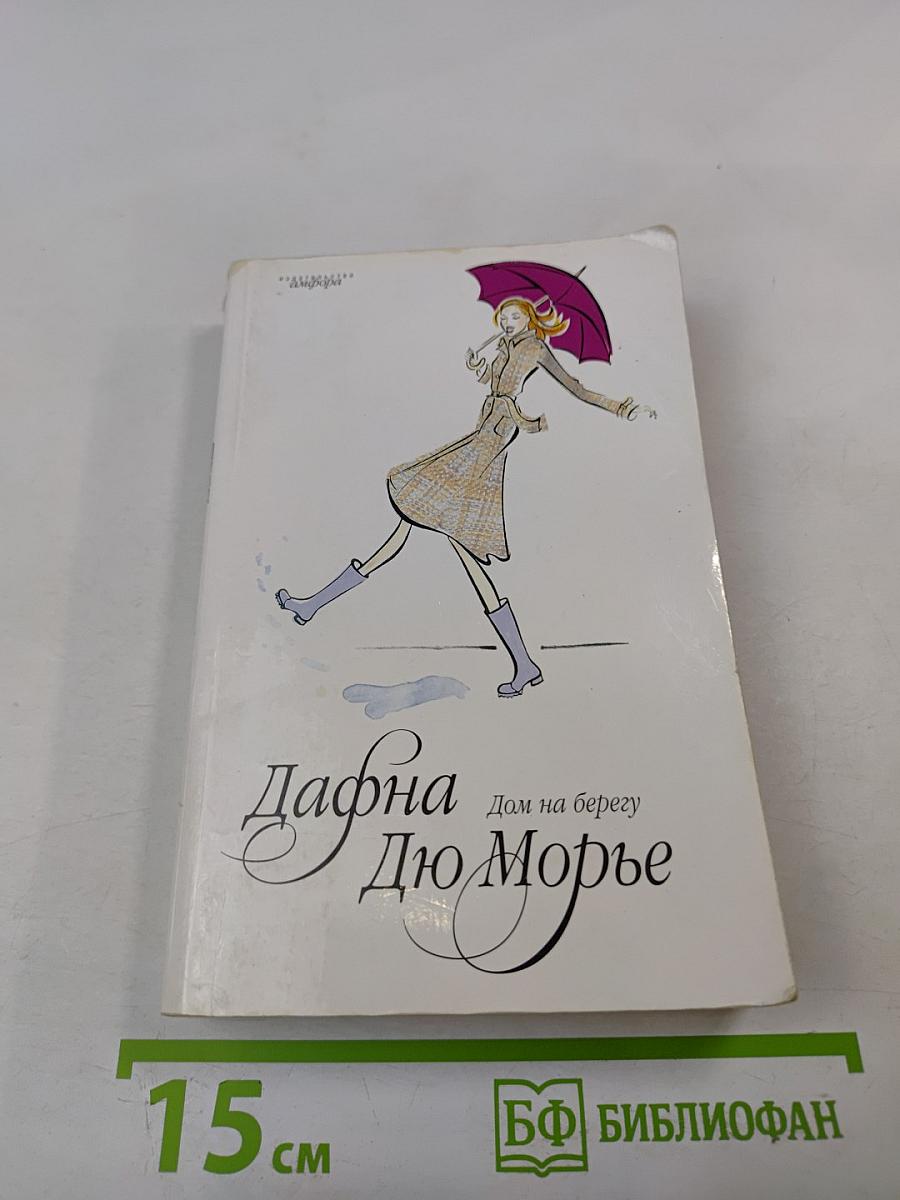 издательство
амфора
Дафна
Дом на берегу
Дю Морье
15 см
БФ БИБЛИОФАН